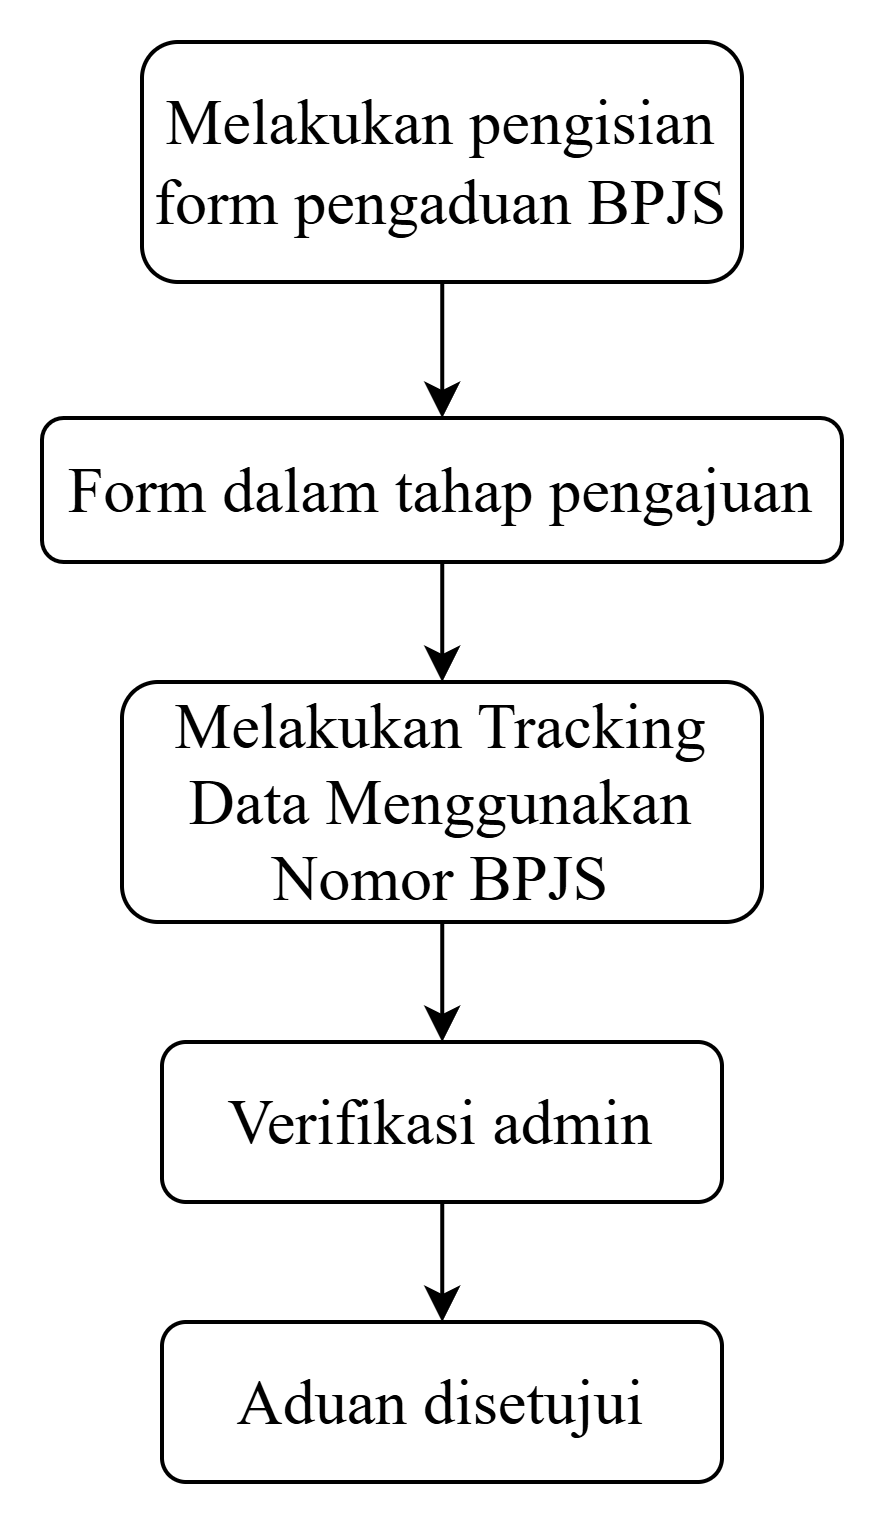 Melakukan pengisian
form pengaduan BPJS
Form dalam tahap pengajuan
Melakukan Tracking
Data Menggunakan
Nomor BPJS
Verifikasi admin
Aduan disetujui